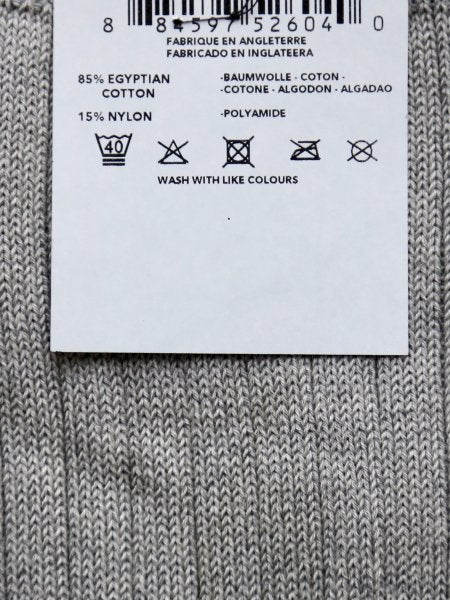 8 84597 52604 0
FABRIQUE EN ANGLETERRE
FABRICADO EN INGLATEERA
85% EGYPTIAN COTTON
-BAUMWOLLE - COTON -
-COTONE - ALGODON - ALGADAO
15% NYLON -POLYAMIDE
40
WASH WITH LIKE COLOURS